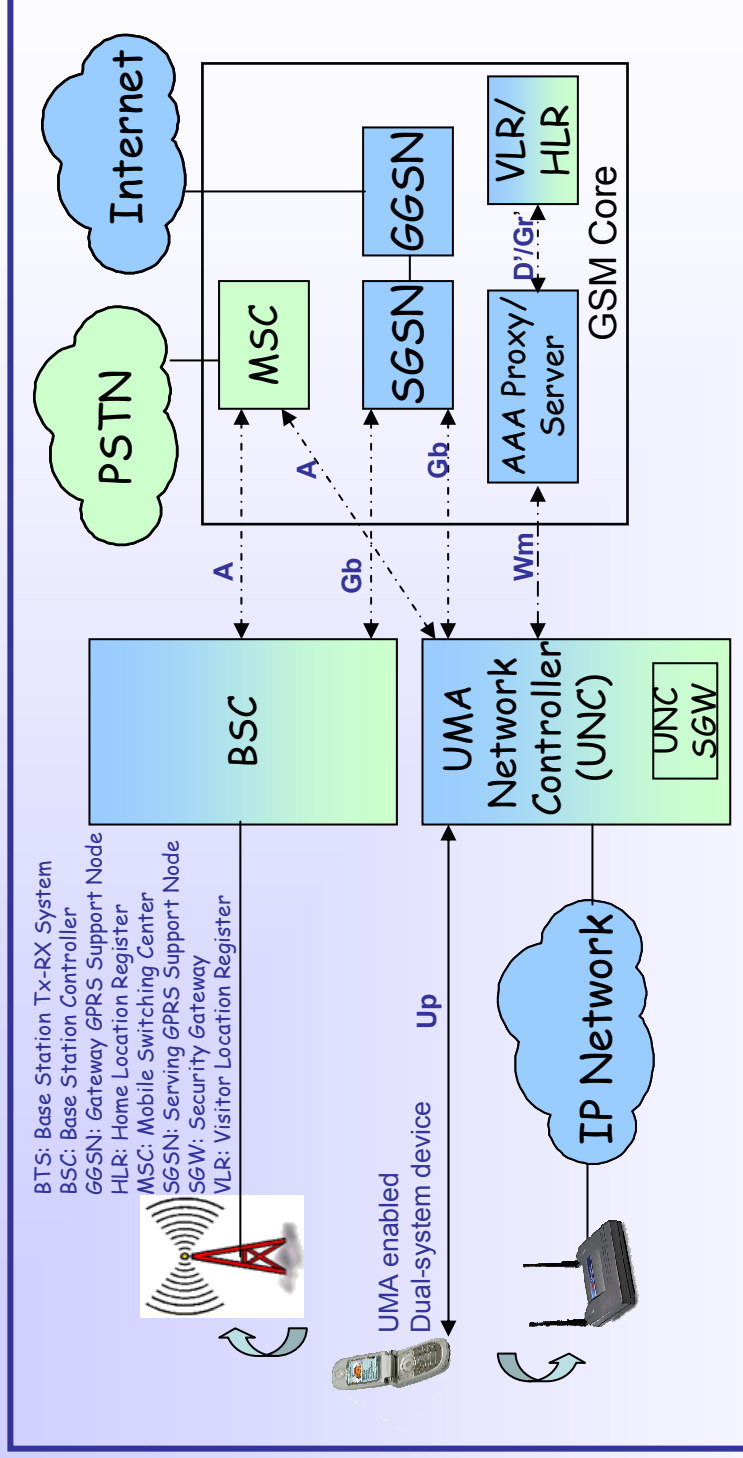 BTS: Base Station Tx-RX System
BSC: Base Station Controller
GGSN: Gateway GPRS Support Node
HLR: Home Location Register
MSC: Mobile Switching Center
SGSN: Serving GPRS Support Node
SGW: Security Gateway
VLR: Visitor Location Register
UMA enabled
Dual-system device
Up
IP Network
BSC
UMA
Network
Controller
(UNC)
UNC
SGW
A
Gb
A
Gb
Wm
PSTN
Internet
MSC
SGSN
GGSN
AAA Proxy/
Server
D'/Gr'
VLR/
HLR
GSM Core